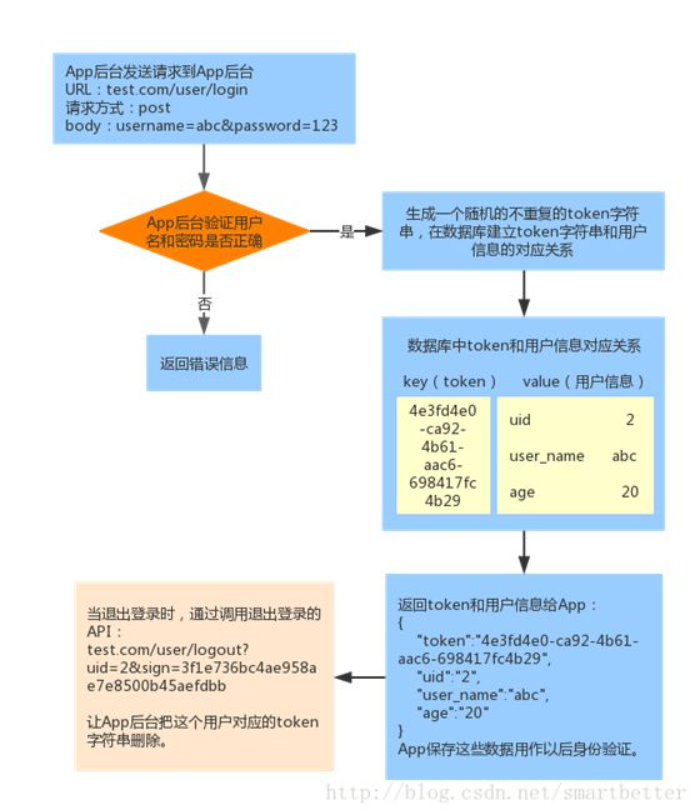 App后台发送请求到App后台
URL：test.com/user/login
请求方式：post
body：username=abc&password=123
App后台验证用户
名和密码是否正确
是
生成一个随机的不重复的token字符
串，在数据库建立token字符串和用户
信息的对应关系
否
返回错误信息
数据库中token和用户信息对应关系
key（token） value（用户信息）
4e3fd4e0
-ca92-
4b61-
aac6-
698417fc
4b29
uid 2
user_name abc
age 20
返回token和用户信息给App：
{
"token":"4e3fd4e0-ca92-4b61-
aac6-698417fc4b29",
"uid":"2",
"user_name":"abc",
"age":"20"
}
App保存这些数据用作以后身份验证。
当退出登录时，通过调用退出登录的
API：
test.com/user/logout?
uid=2&sign=3f1e736bc4ae958a
e7e8500b45aefdbb
让App后台把这个用户对应的token
字符串删除。
http://blog.csdn.net/smartbetter